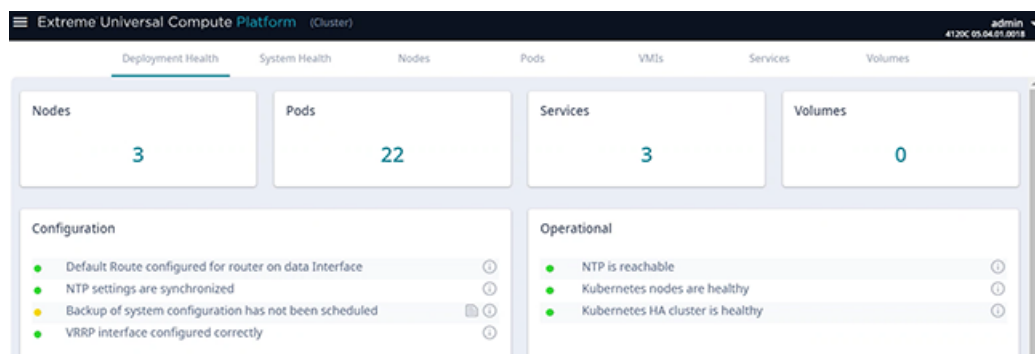 Extreme Universal Compute Platform (Cluster)
admin
4120C 05.04.01.0018
Deployment Health System Health Nodes Pods VMIs Services Volumes
Nodes
3
Pods
22
Services
3
Volumes
0
Configuration
Default Route configured for router on data Interface
NTP settings are synchronized
Backup of system configuration has not been scheduled
VRRP interface configured correctly
Operational
NTP is reachable
Kubernetes nodes are healthy
Kubernetes HA cluster is healthy